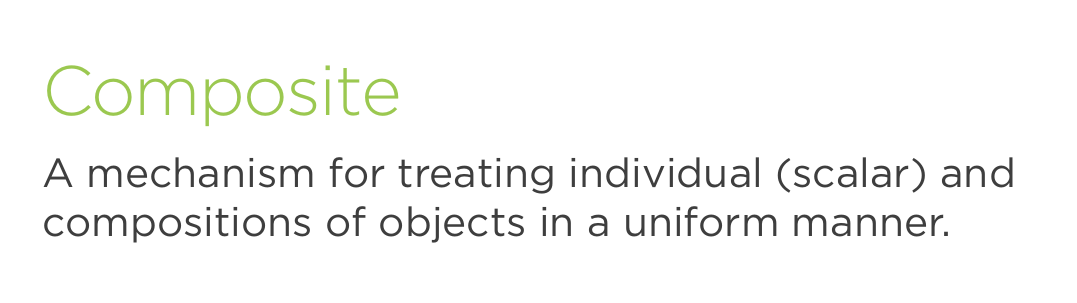 Composite
A mechanism for treating individual (scalar) and
compositions of objects in a uniform manner.